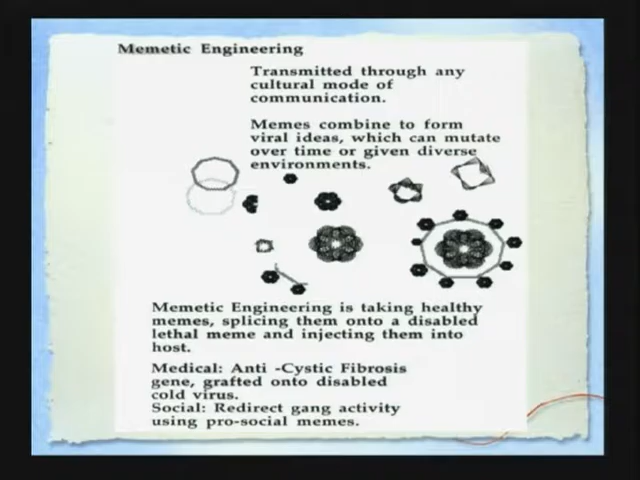 Memetic Engineering
Transmitted through any
cultural mode of
communication.
Memes combine to form
viral ideas, which can mutate
over time or given diverse
environments.
Memetic Engineering is taking healthy
memes, splicing them onto a disabled
lethal meme and injecting them into
host.
Medical: Anti -Cystic Fibrosis
gene, grafted onto disabled
cold virus.
Social: Redirect gang activity
using pro-social memes.